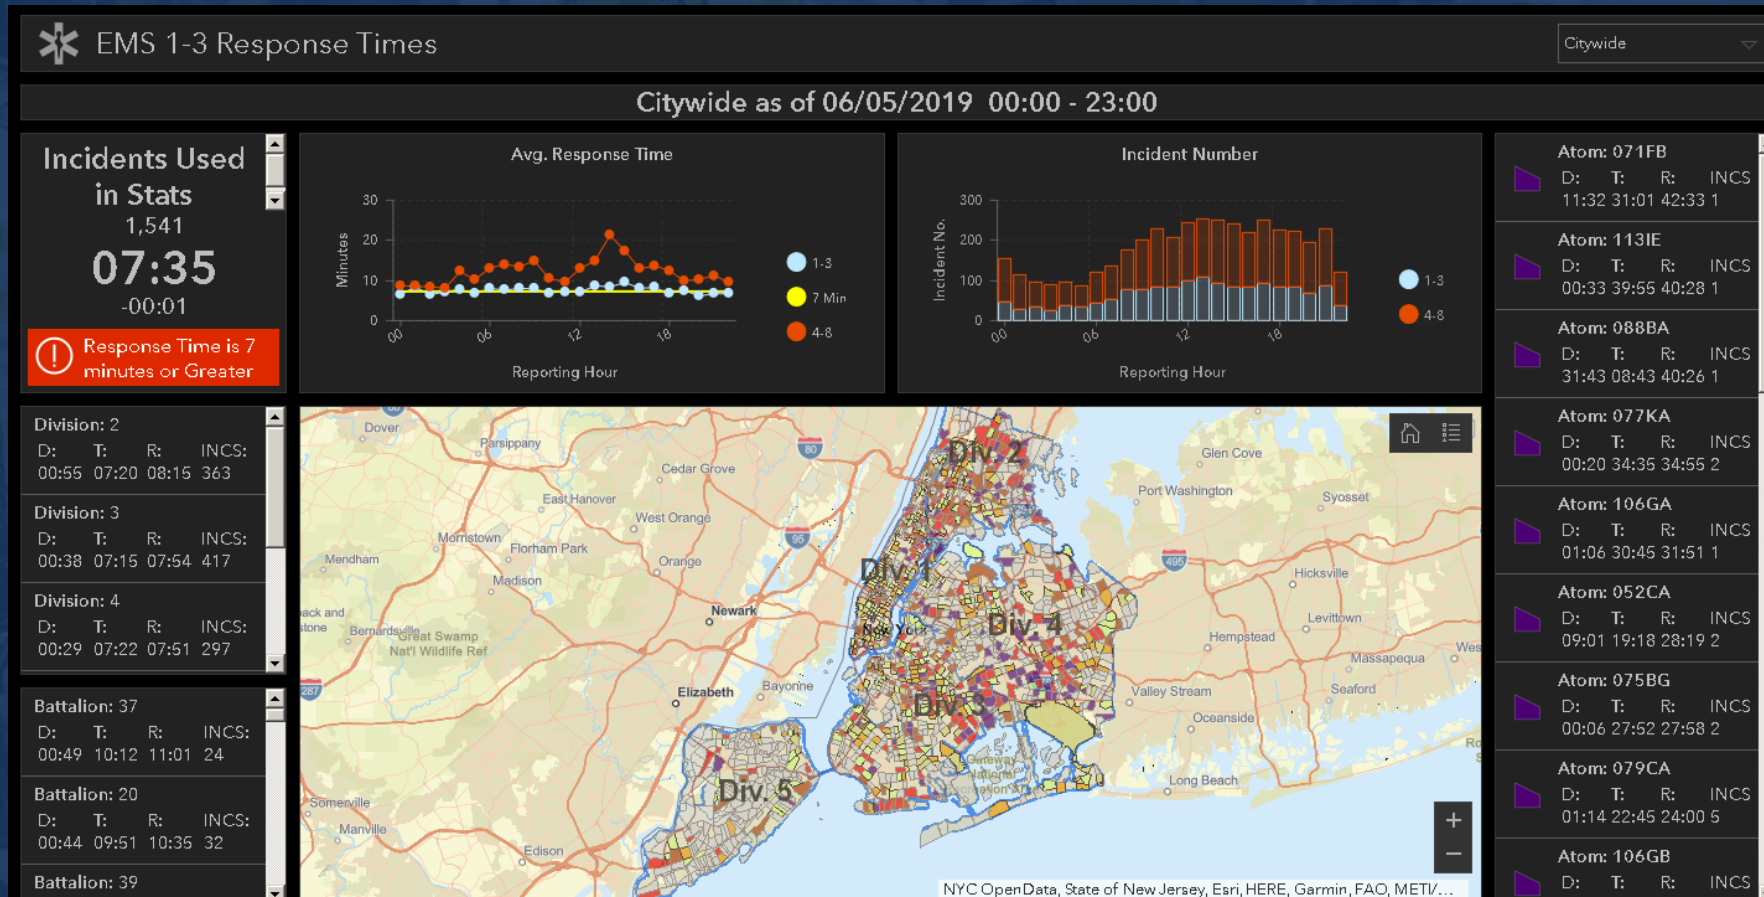 EMS 1-3 Response Times
Citywide
Citywide as of 06/05/2019 00:00 - 23:00
Incidents Used
in Stats
1,541
07:35
-00:01
Response Time is 7
minutes or Greater
Avg. Response Time
Minutes
30
20
10
0
00
06
12
18
Reporting Hour
1-3
7 Min
4-8
Incident Number
Incident No.
300
200
100
0
00
06
12
18
Reporting Hour
1-3
4-8
Division: 2
D: T: R: INCS:
00:55 07:20 08:15 363
Division: 3
D: T: R: INCS:
00:38 07:15 07:54 417
Division: 4
D: T: R: INCS:
00:29 07:22 07:51 297
Battalion: 37
D: T: R: INCS:
00:49 10:12 11:01 24
Battalion: 20
D: T: R: INCS:
00:44 09:51 10:35 32
Battalion: 39
Dover
Parsippany
80
Cedar Grove
East Hanover
West Orange
95
Morristown
Florham Park
Mendham
Orange
Madison
Newark
Bernardsville
Great Swamp
Nat'l Wildlife Ref
287
Elizabeth
Bayonne
Somerville
Manville
Edison
Div. 2
Div. 1
New York
Div. 4
Div. 3
Div. 5
Gateway
National
Glen Cove
Port Washington
Syosset
495
Hicksville
Levittown
Hempstead
Massapequa
Valley Stream
Seaford
Oceanside
Long Beach
+
−
NYC OpenData, State of New Jersey, Esri, HERE, Garmin, FAO, METI/...
Atom: 071FB
D: T: R: INCS
11:32 31:01 42:33 1
Atom: 113IE
D: T: R: INCS
00:33 39:55 40:28 1
Atom: 088BA
D: T: R: INCS
31:43 08:43 40:26 1
Atom: 077KA
D: T: R: INCS
00:20 34:35 34:55 2
Atom: 106GA
D: T: R: INCS
01:06 30:45 31:51 1
Atom: 052CA
D: T: R: INCS
09:01 19:18 28:19 2
Atom: 075BG
D: T: R: INCS
00:06 27:52 27:58 2
Atom: 079CA
D: T: R: INCS
01:14 22:45 24:00 5
Atom: 106GB
D: T: R: INCS